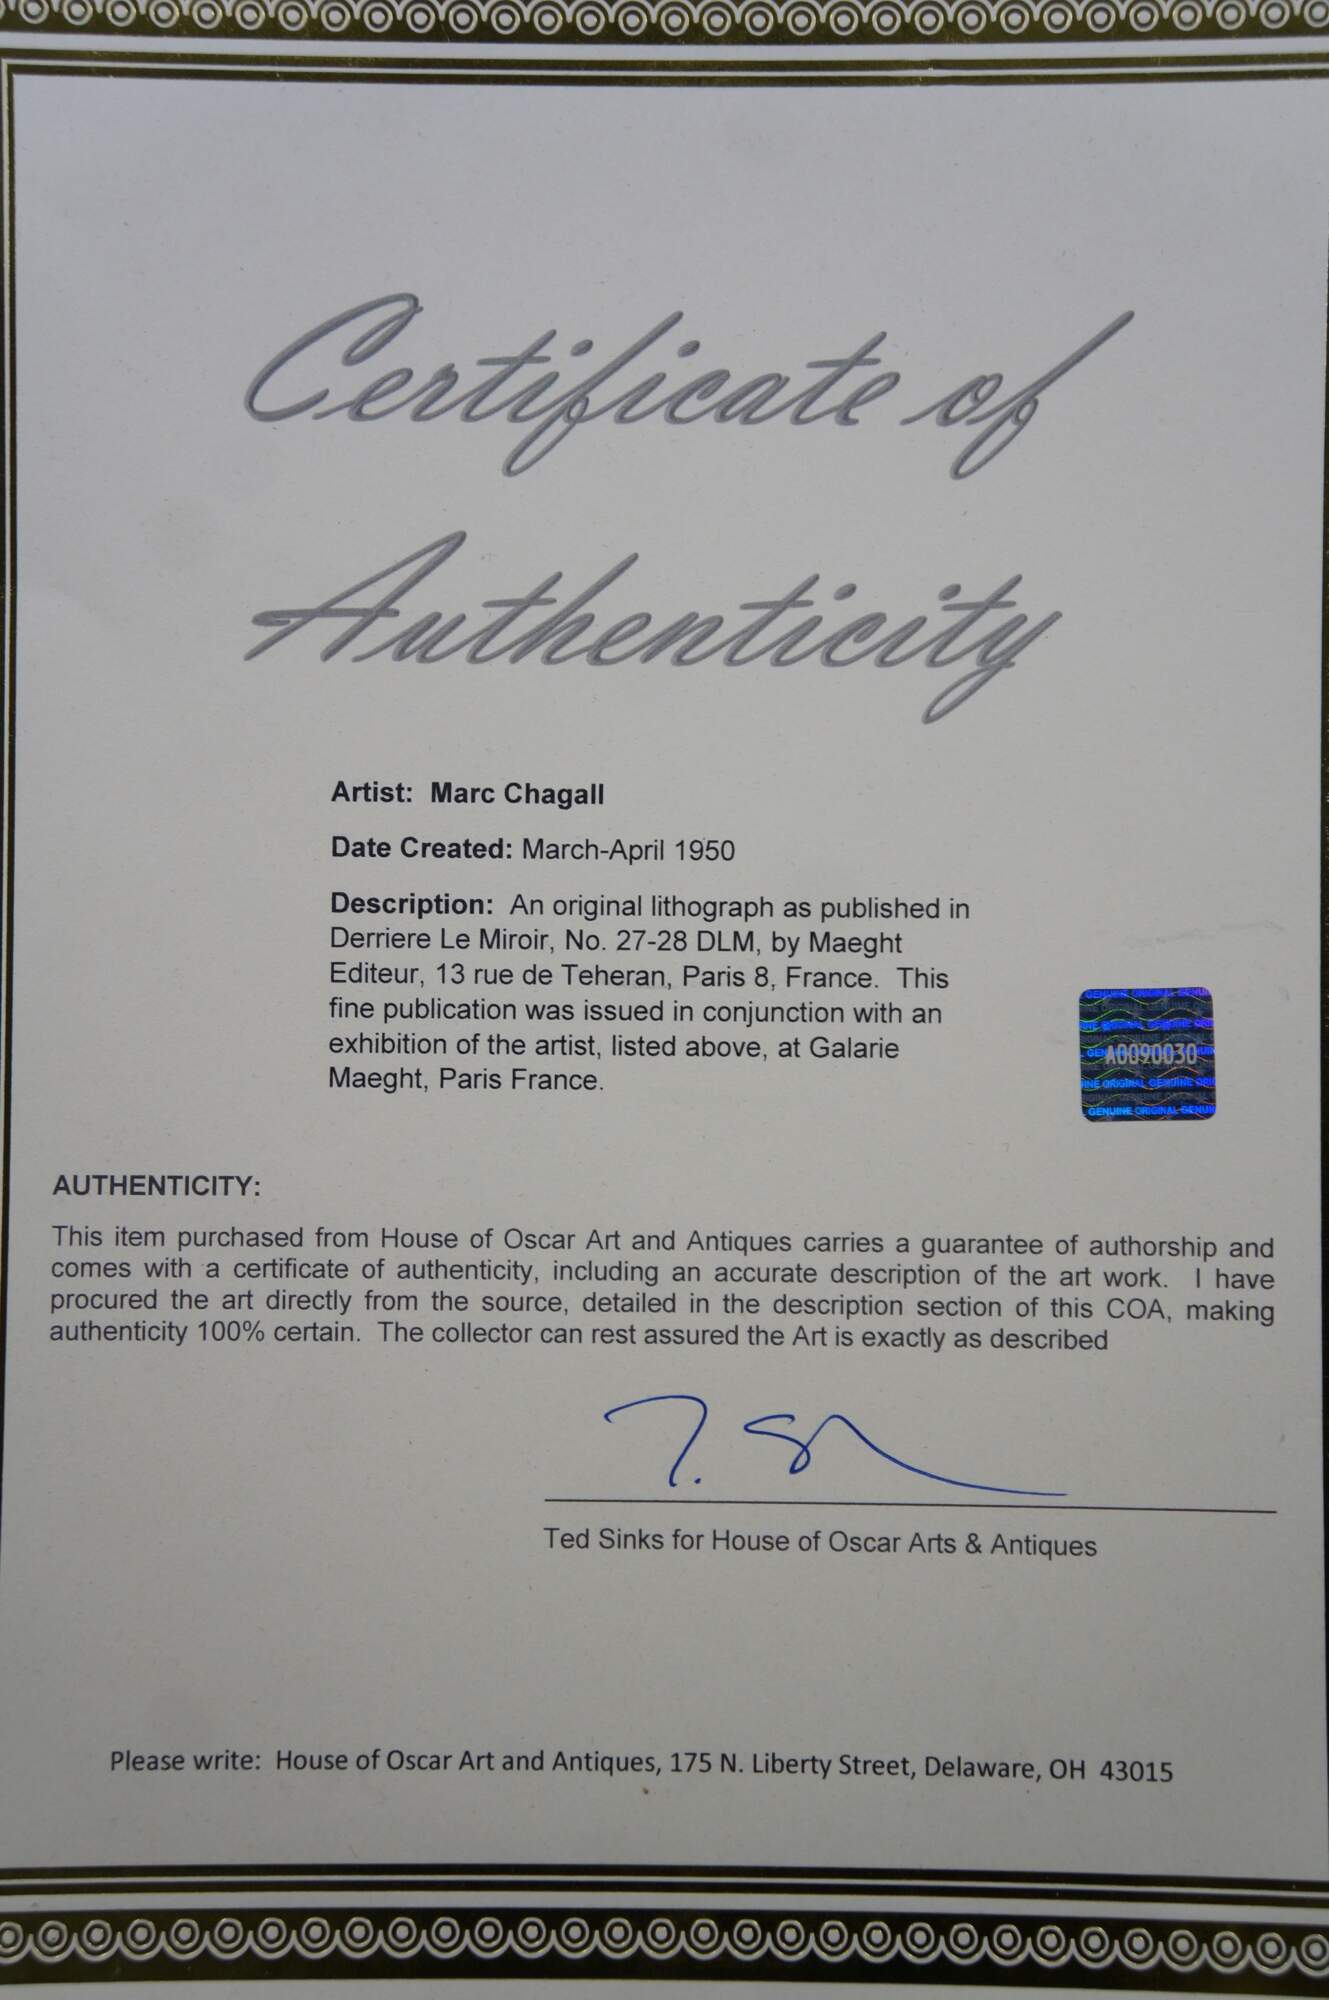 Certificate of
Authenticity
Artist: Marc Chagall
Date Created: March-April 1950
Description: An original lithograph as published in
Derriere Le Miroir, No. 27-28 DLM, by Maeght
Editeur, 13 rue de Teheran, Paris 8, France. This
fine publication was issued in conjunction with an
exhibition of the artist, listed above, at Galarie
Maeght, Paris France.
A0090030
GENUINE ORIGINAL GENUIN
AUTHENTICITY:
This item purchased from House of Oscar Art and Antiques carries a guarantee of authorship and
comes with a certificate of authenticity, including an accurate description of the art work. I have
procured the art directly from the source, detailed in the description section of this COA, making
authenticity 100% certain. The collector can rest assured the Art is exactly as described
Ted Sinks for House of Oscar Arts & Antiques
Please write: House of Oscar Art and Antiques, 175 N. Liberty Street, Delaware, OH 43015